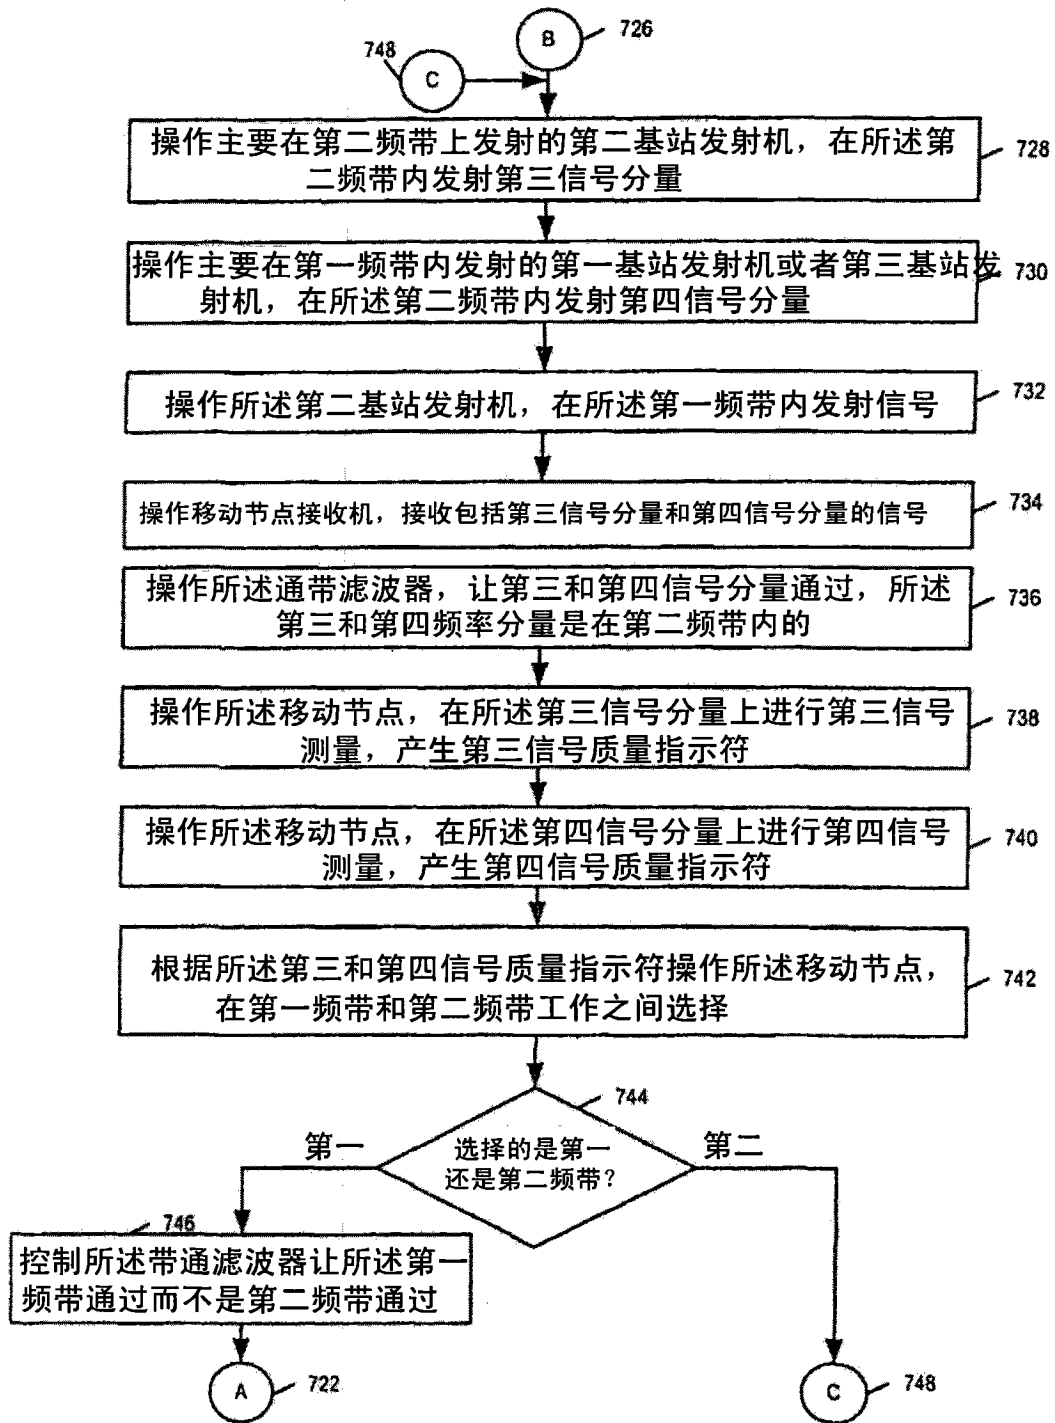 B
726
748
C
操作主要在第二频带上发射的第二基站发射机，在所述第
二频带内发射第三信号分量
728
操作主要在第一频带内发射的第一基站发射机或者第三基站发
射机，在所述第二频带内发射第四信号分量
730
操作所述第二基站发射机，在所述第一频带内发射信号
732
操作移动节点接收机，接收包括第三信号分量和第四信号分量的信号
734
操作所述通带滤波器，让第三和第四信号分量通过，所述
第三和第四频率分量是在第二频带内的
736
操作所述移动节点，在所述第三信号分量上进行第三信号
测量，产生第三信号质量指示符
738
操作所述移动节点，在所述第四信号分量上进行第四信号
测量，产生第四信号质量指示符
740
根据所述第三和第四信号质量指示符操作所述移动节点，
在第一频带和第二频带工作之间选择
742
744
第一
选择的是第一
还是第二频带？
第二
746
控制所述带通滤波器让所述第一
频带通过而不是第二频带通过
A
722
C
748